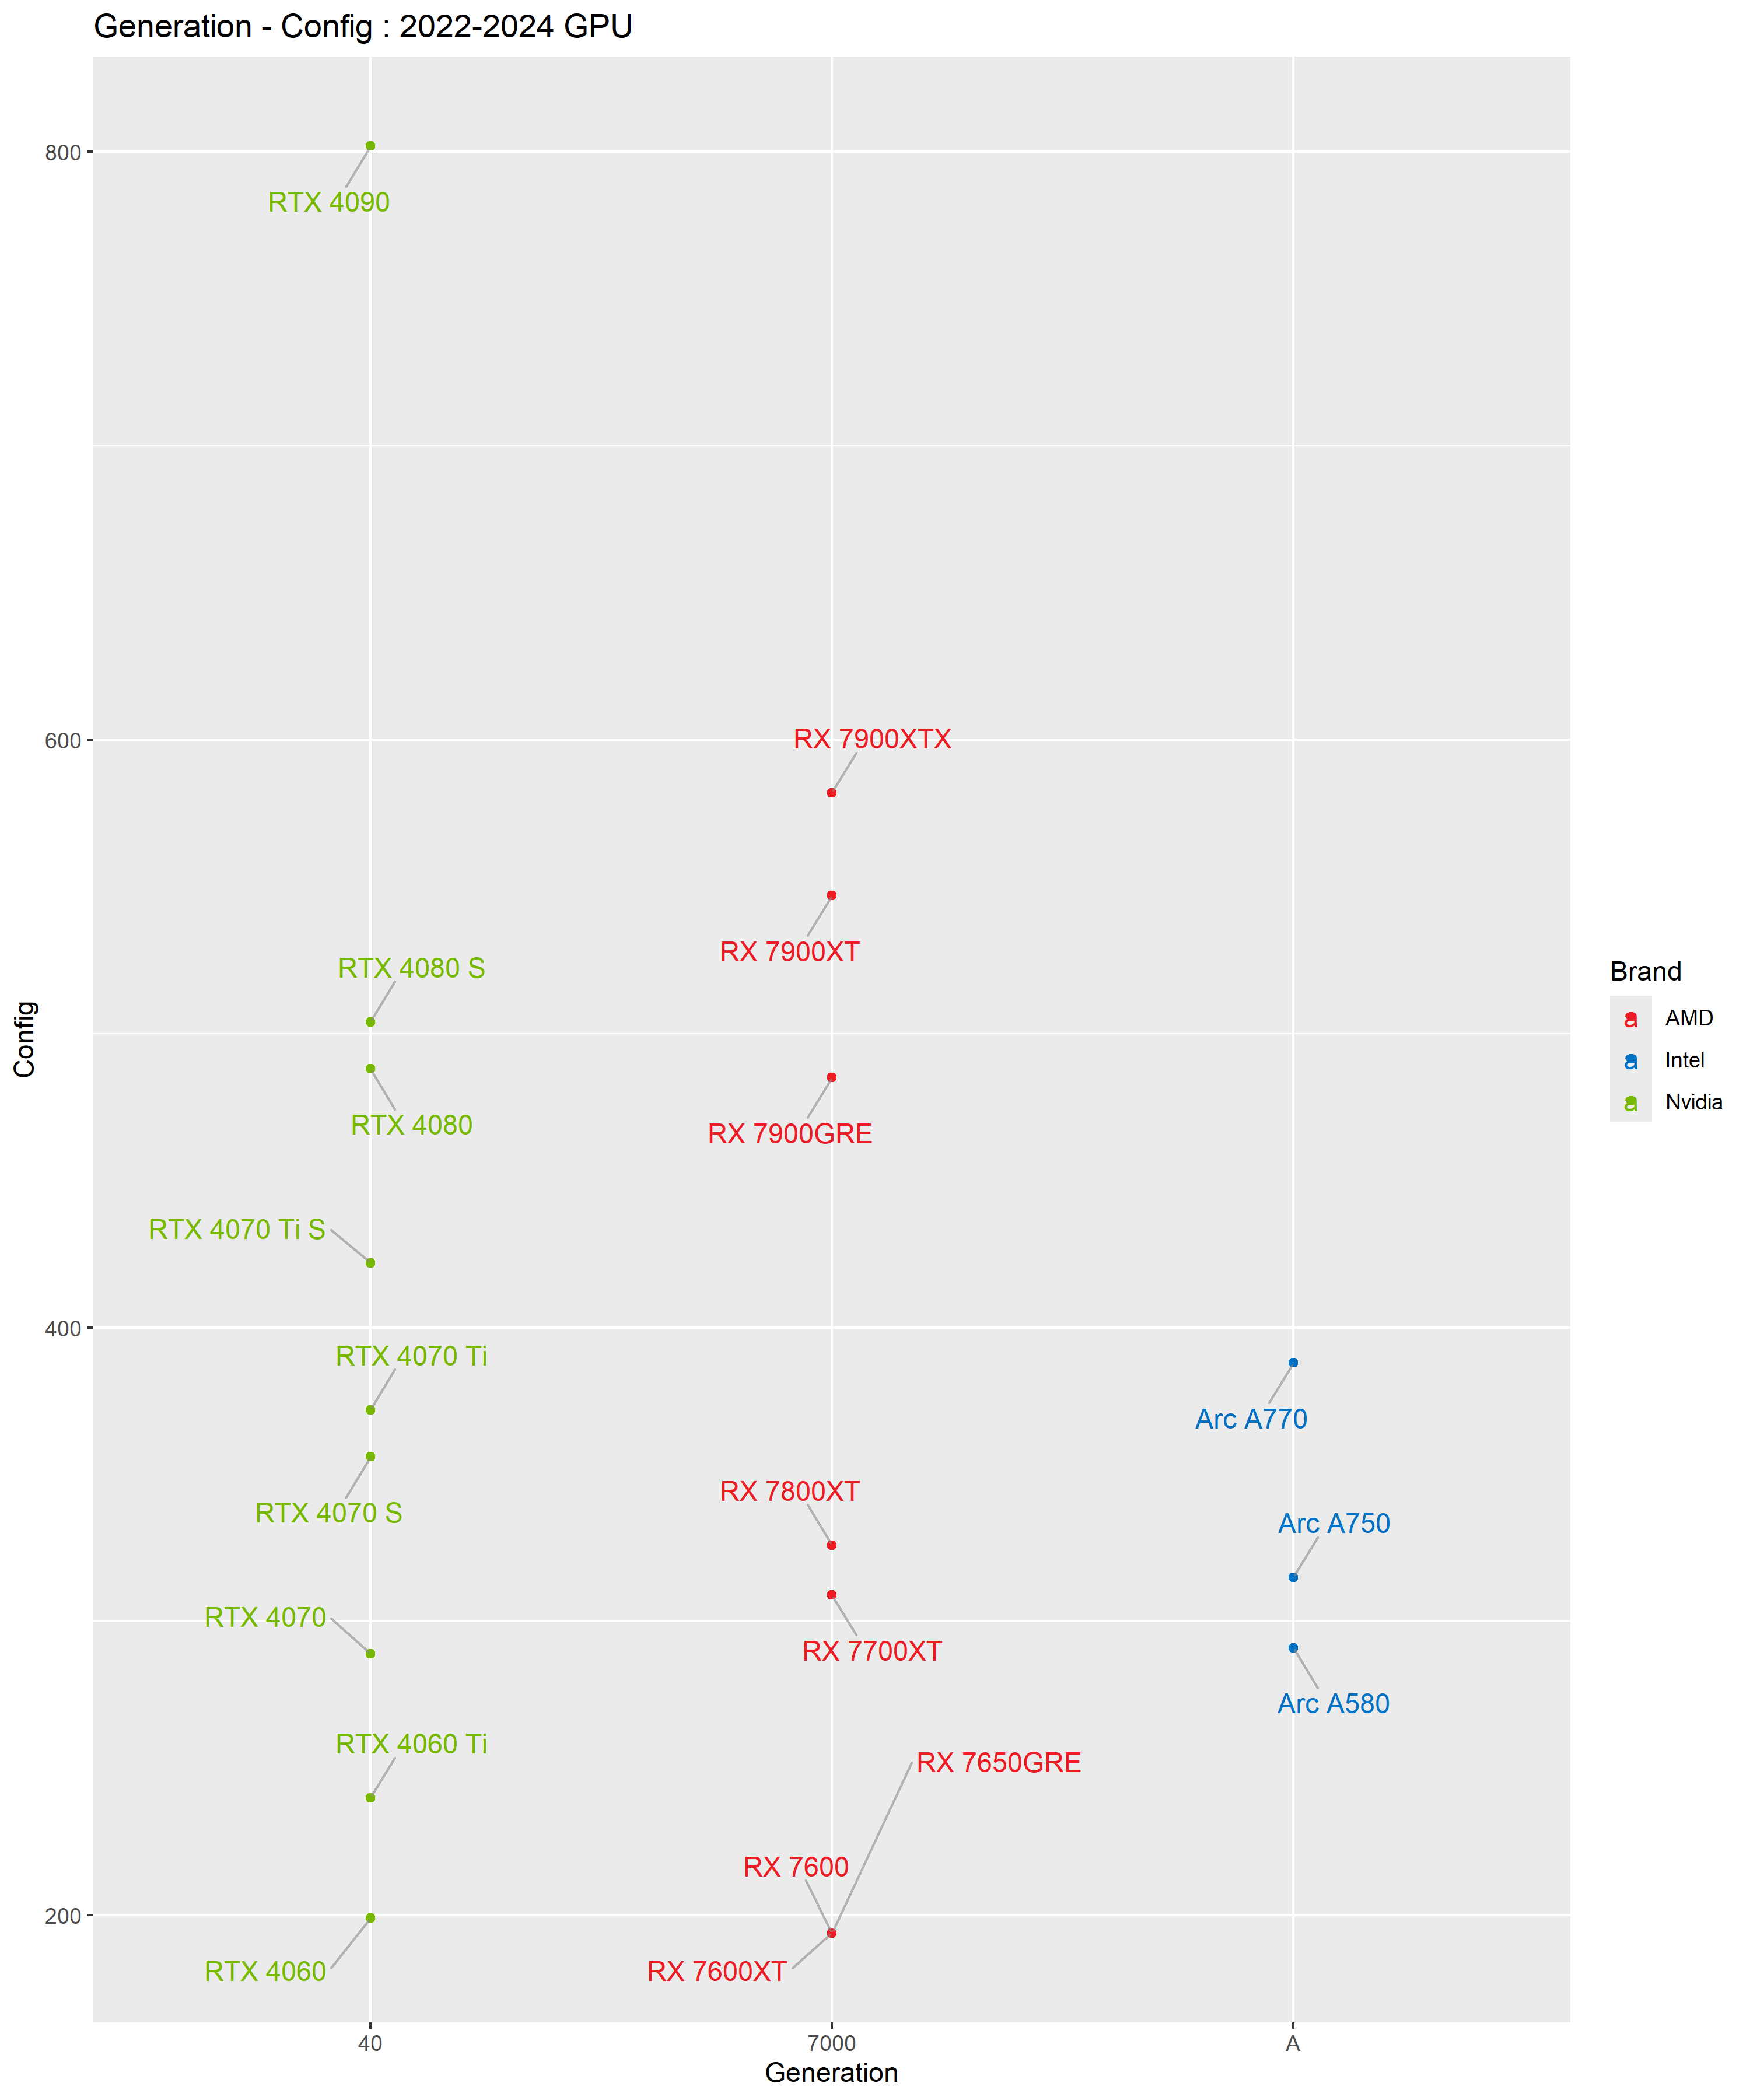 Generation - Config : 2022-2024 GPU
800
RTX 4090
600
RX 7900XTX
RX 7900XT
RTX 4080 S
RTX 4080
RX 7900GRE
RTX 4070 Ti S
400
RTX 4070 Ti
Arc A770
RX 7800XT
RTX 4070 S
Arc A750
RTX 4070
RX 7700XT
Arc A580
RTX 4060 Ti
RX 7650GRE
RX 7600
200
RTX 4060
RX 7600XT
40
7000
A
Generation
Config
Brand
a AMD
a Intel
a Nvidia